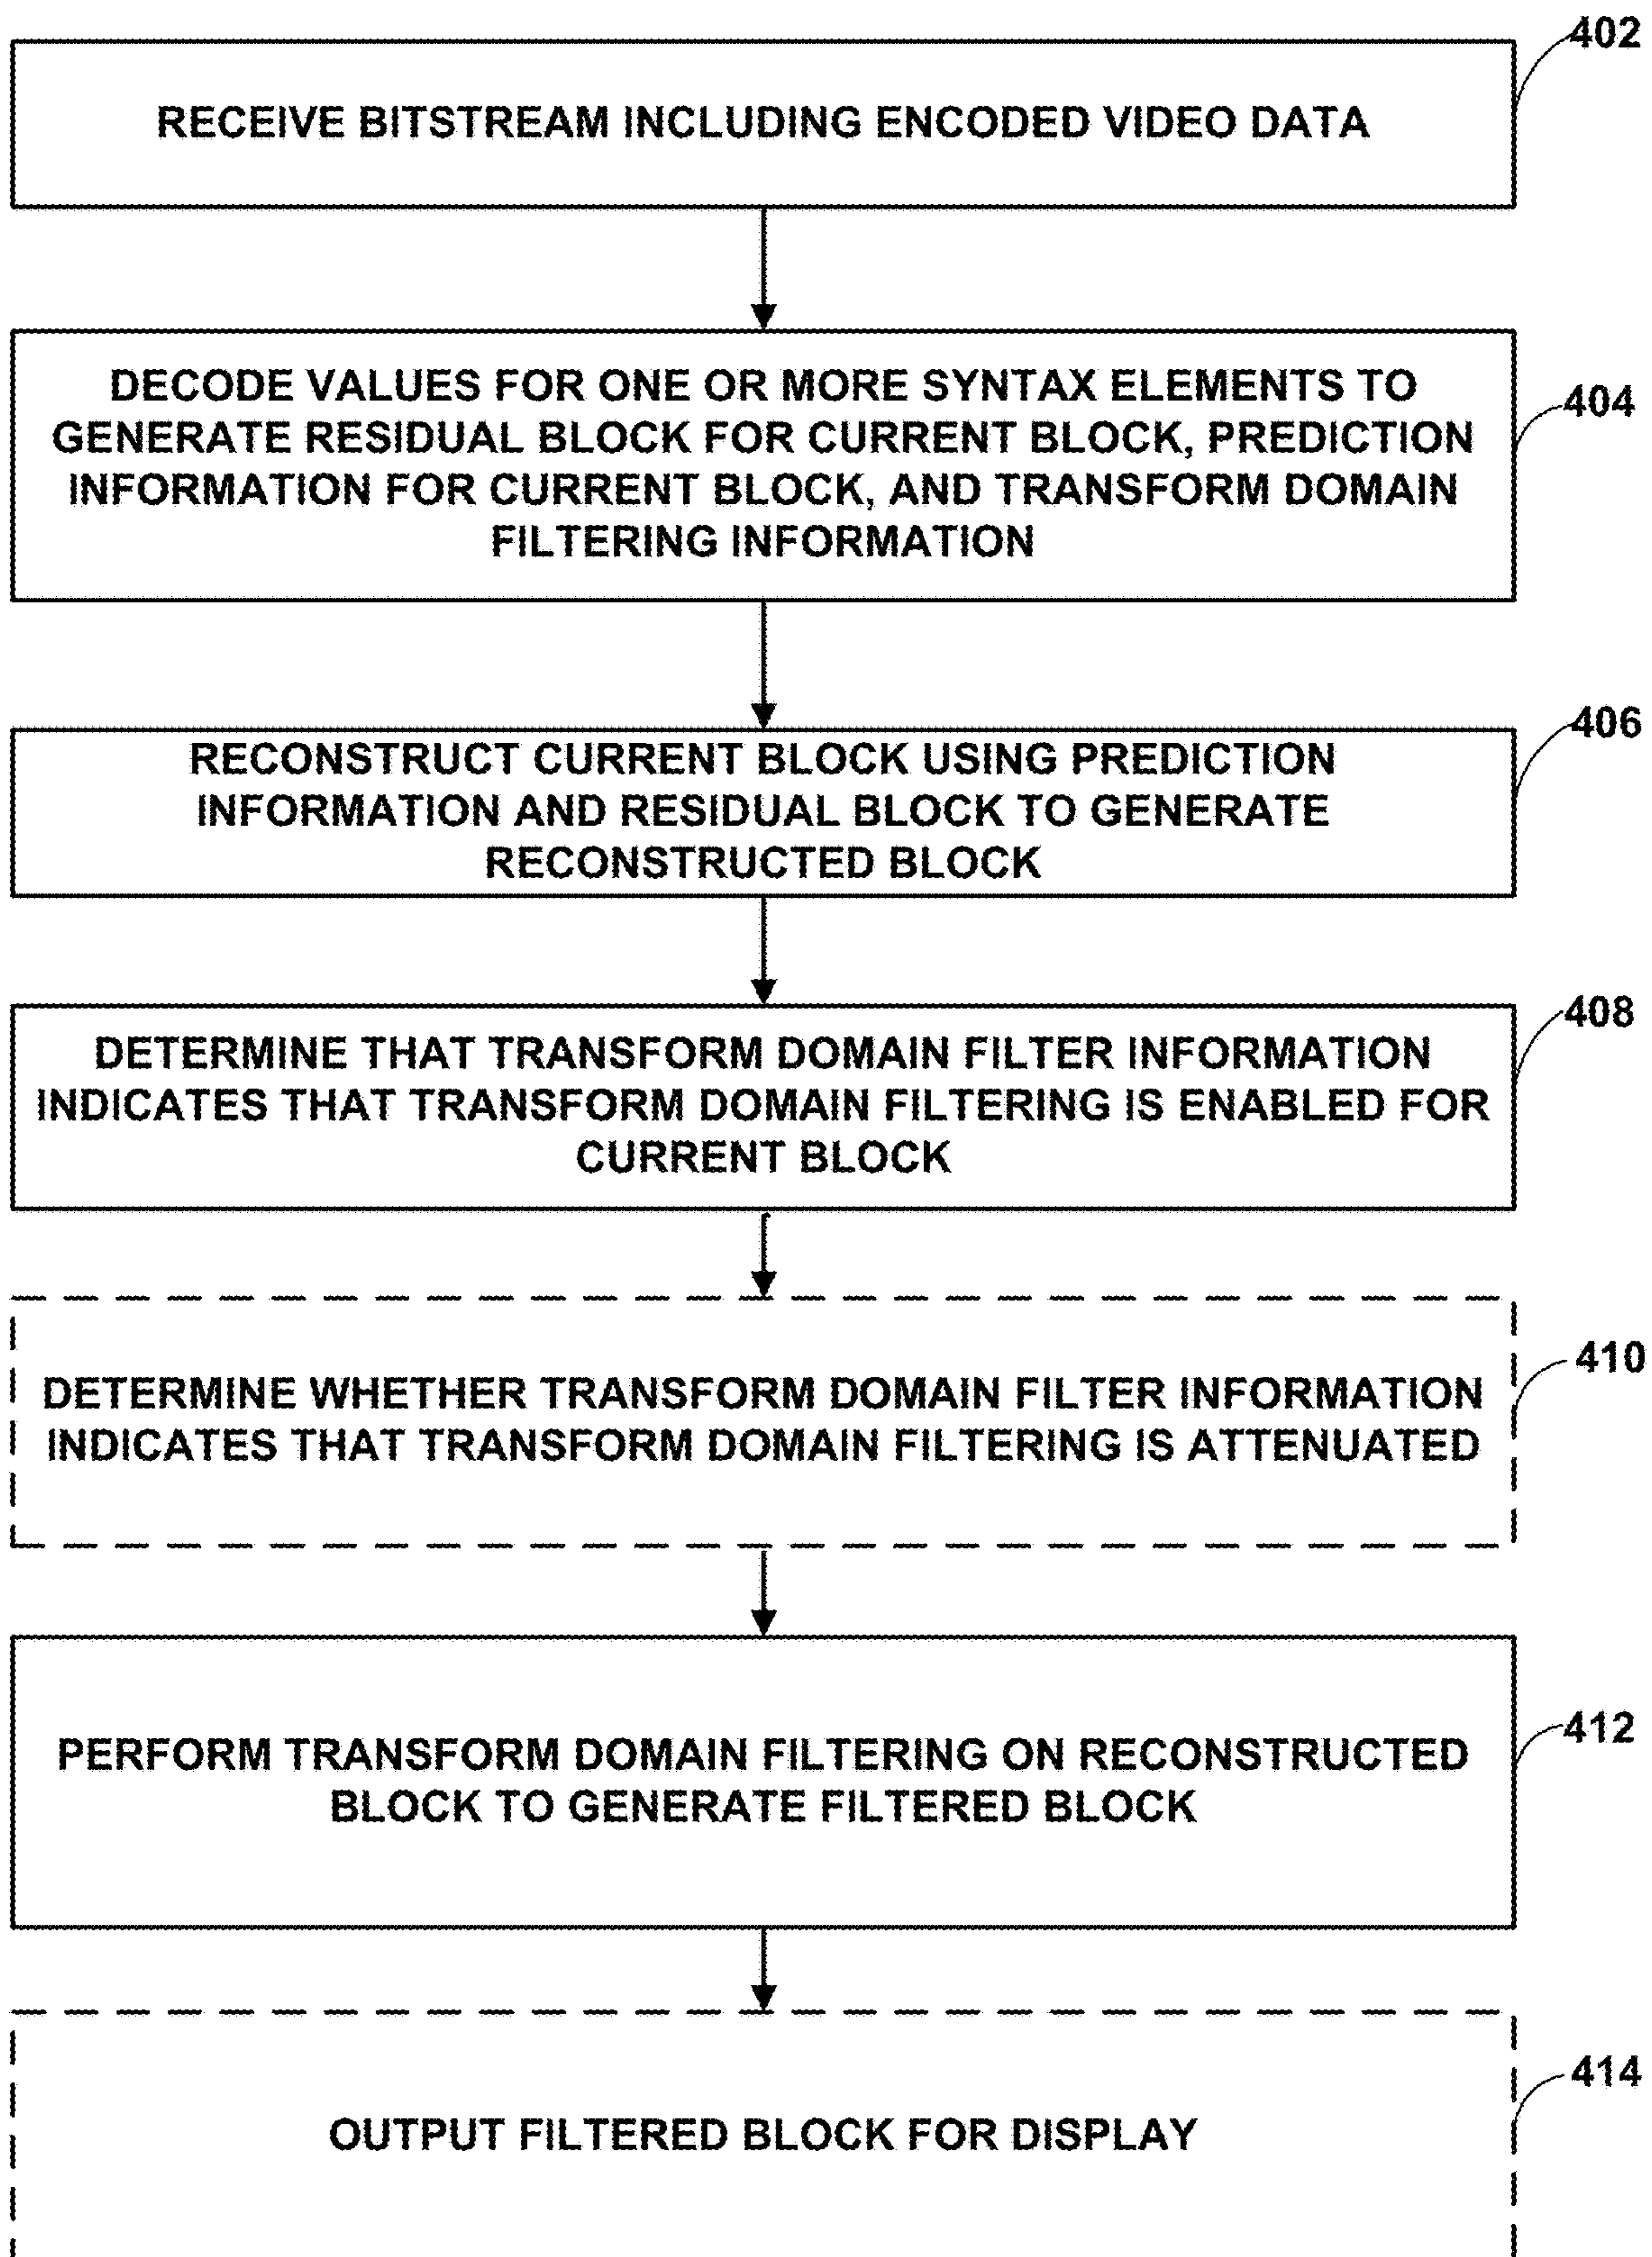 402
RECEIVE BITSTREAM INCLUDING ENCODED VIDEO DATA
DECODE VALUES FOR ONE OR MORE SYNTAX ELEMENTS TO
GENERATE RESIDUAL BLOCK FOR CURRENT BLOCK, PREDICTION
INFORMATION FOR CURRENT BLOCK, AND TRANSFORM DOMAIN
FILTERING INFORMATION
404
RECONSTRUCT CURRENT BLOCK USING PREDICTION
INFORMATION AND RESIDUAL BLOCK TO GENERATE
RECONSTRUCTED BLOCK
406
DETERMINE THAT TRANSFORM DOMAIN FILTER INFORMATION
INDICATES THAT TRANSFORM DOMAIN FILTERING IS ENABLED FOR
CURRENT BLOCK
408
DETERMINE WHETHER TRANSFORM DOMAIN FILTER INFORMATION
INDICATES THAT TRANSFORM DOMAIN FILTERING IS ATTENUATED
410
PERFORM TRANSFORM DOMAIN FILTERING ON RECONSTRUCTED
BLOCK TO GENERATE FILTERED BLOCK
412
OUTPUT FILTERED BLOCK FOR DISPLAY
414